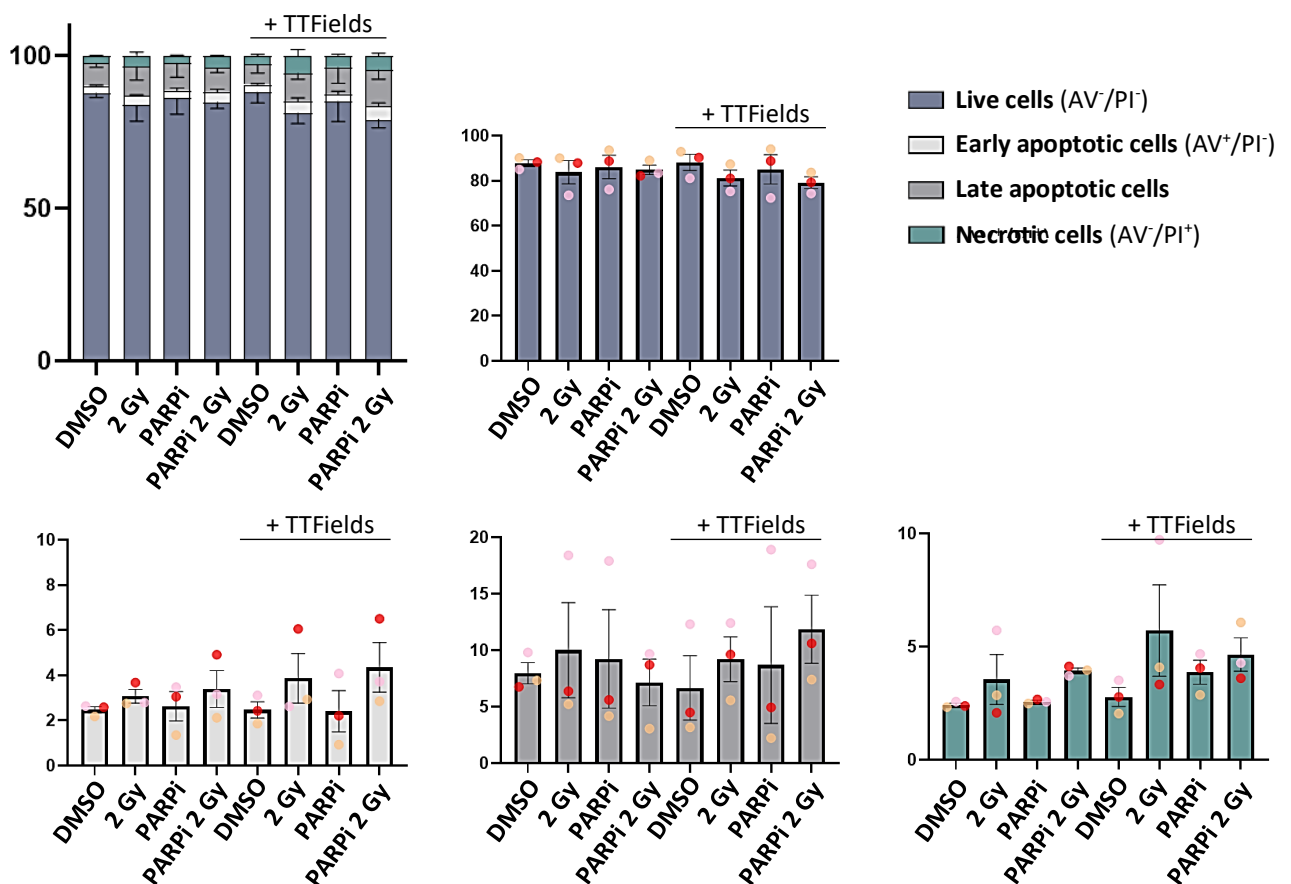 + TTFields
100
50
0
DMSO
2 Gy
PARPi
PARPi 2 Gy
DMSO
2 Gy
PARPi
PARPi 2 Gy
+ TTFields
100
80
60
40
20
0
DMSO
2 Gy
PARPi
PARPi 2 Gy
DMSO
2 Gy
PARPi
PARPi 2 Gy
Live cells (AV⁻/PI⁻)
Early apoptotic cells (AV⁺/PI⁻)
Late apoptotic cells
Necrotic cells (AV⁻/PI⁺)
+ TTFields
10
8
6
4
2
0
DMSO
2 Gy
PARPi
PARPi 2 Gy
DMSO
2 Gy
PARPi
PARPi 2 Gy
+ TTFields
20
15
10
5
0
DMSO
2 Gy
PARPi
PARPi 2 Gy
DMSO
2 Gy
PARPi
PARPi 2 Gy
+ TTFields
10
5
0
DMSO
2 Gy
PARPi
PARPi 2 Gy
DMSO
2 Gy
PARPi
PARPi 2 Gy